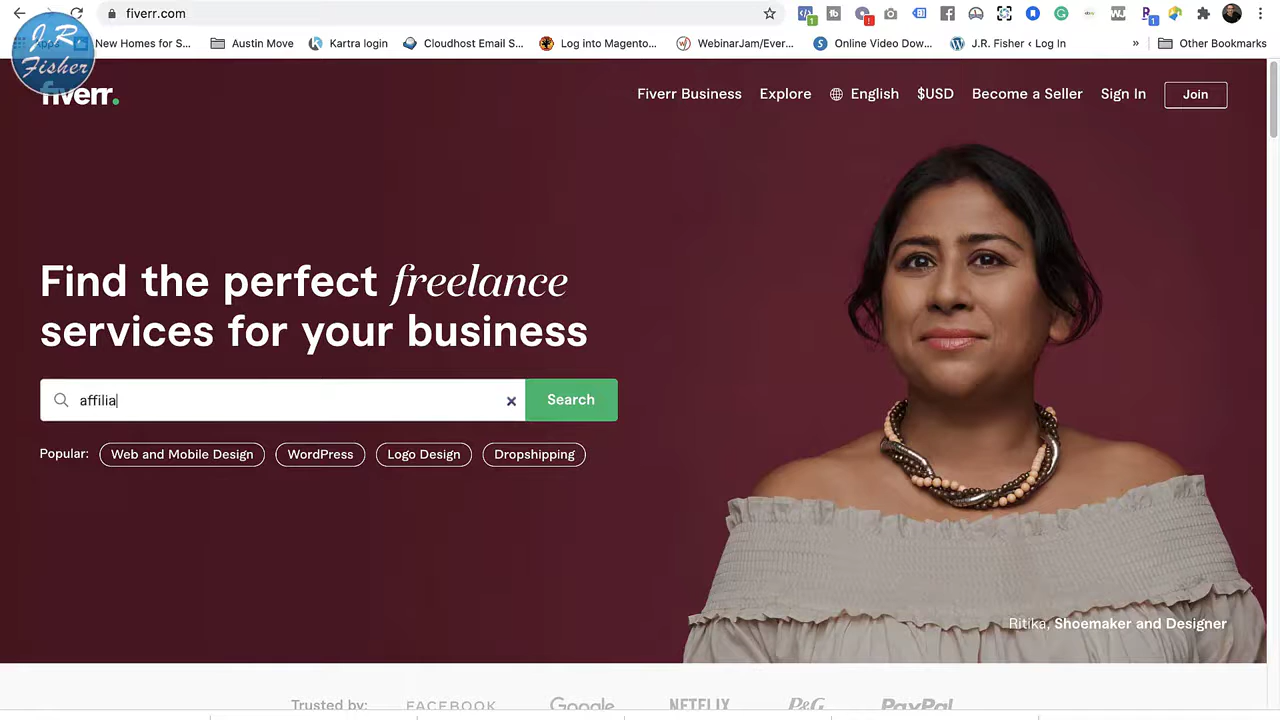 fiverr.com
J.R.
Fisher
Apps
New Homes for S...
Austin Move
Kartra login
Cloudhost Email S...
Log into Magento...
WebinarJam/Ever...
Online Video Dow...
J.R. Fisher ‹ Log In
»
Other Bookmarks
fiverr.
Fiverr Business
Explore
English
$USD
Become a Seller
Sign In
Join
Find the perfect freelance
services for your business
affilia
Search
Popular:
Web and Mobile Design
WordPress
Logo Design
Dropshipping
Ritika, Shoemaker and Designer
Trusted by:
FACEBOOK
Google
NETFLIX
P&G
PayPal